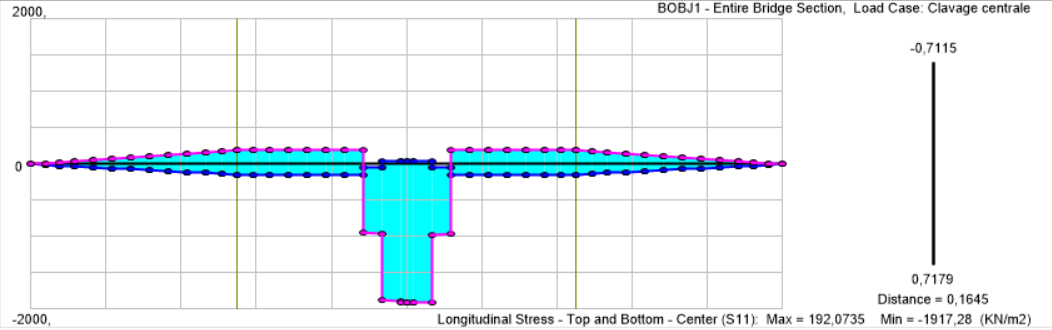 2000,
BOBJ1 - Entire Bridge Section, Load Case: Clavage centrale
-0,7115
0
0,7179
Distance = 0,1645
-2000,
Longitudinal Stress - Top and Bottom - Center (S11): Max = 192,0735 Min = -1917,28 (KN/m2)